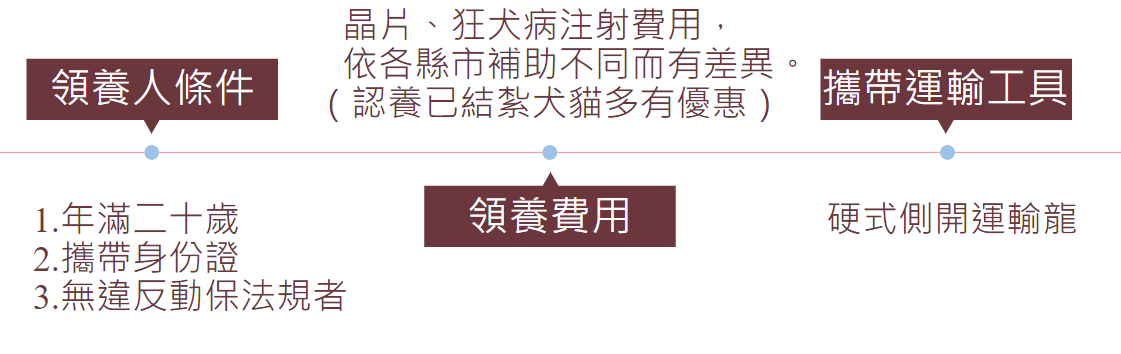 領養人條件
1.年滿二十歲
2.攜帶身份證
3.無違反動保法規者
晶片、狂犬病注射費用，
依各縣市補助不同而有差異。
(認養已結紮犬貓多有優惠)
領養費用
攜帶運輸工具
硬式側開運輸龍